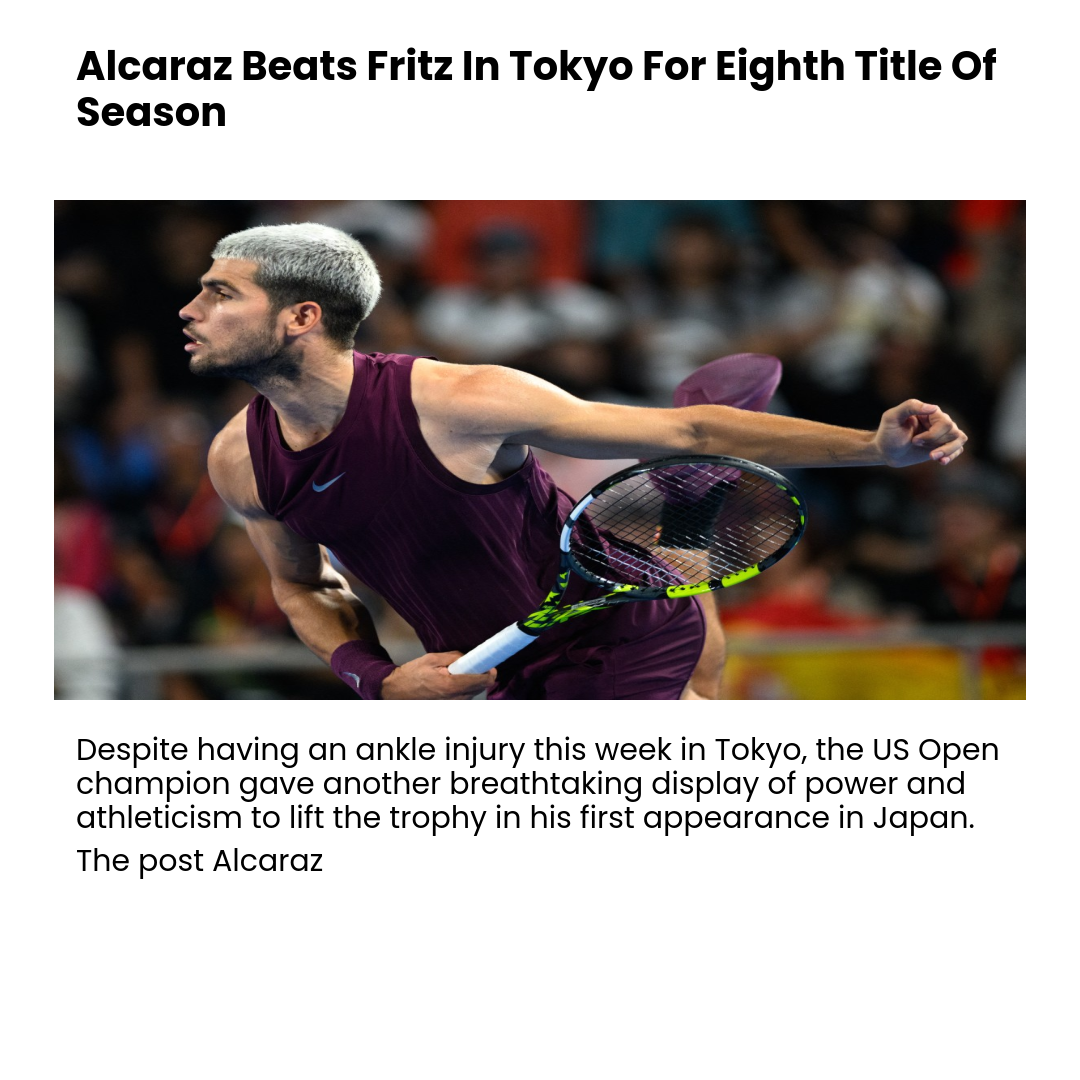 Alcaraz Beats Fritz In Tokyo For Eighth Title Of
Season
Despite having an ankle injury this week in Tokyo, the US Open
champion gave another breathtaking display of power and
athleticism to lift the trophy in his first appearance in Japan.
The post Alcaraz